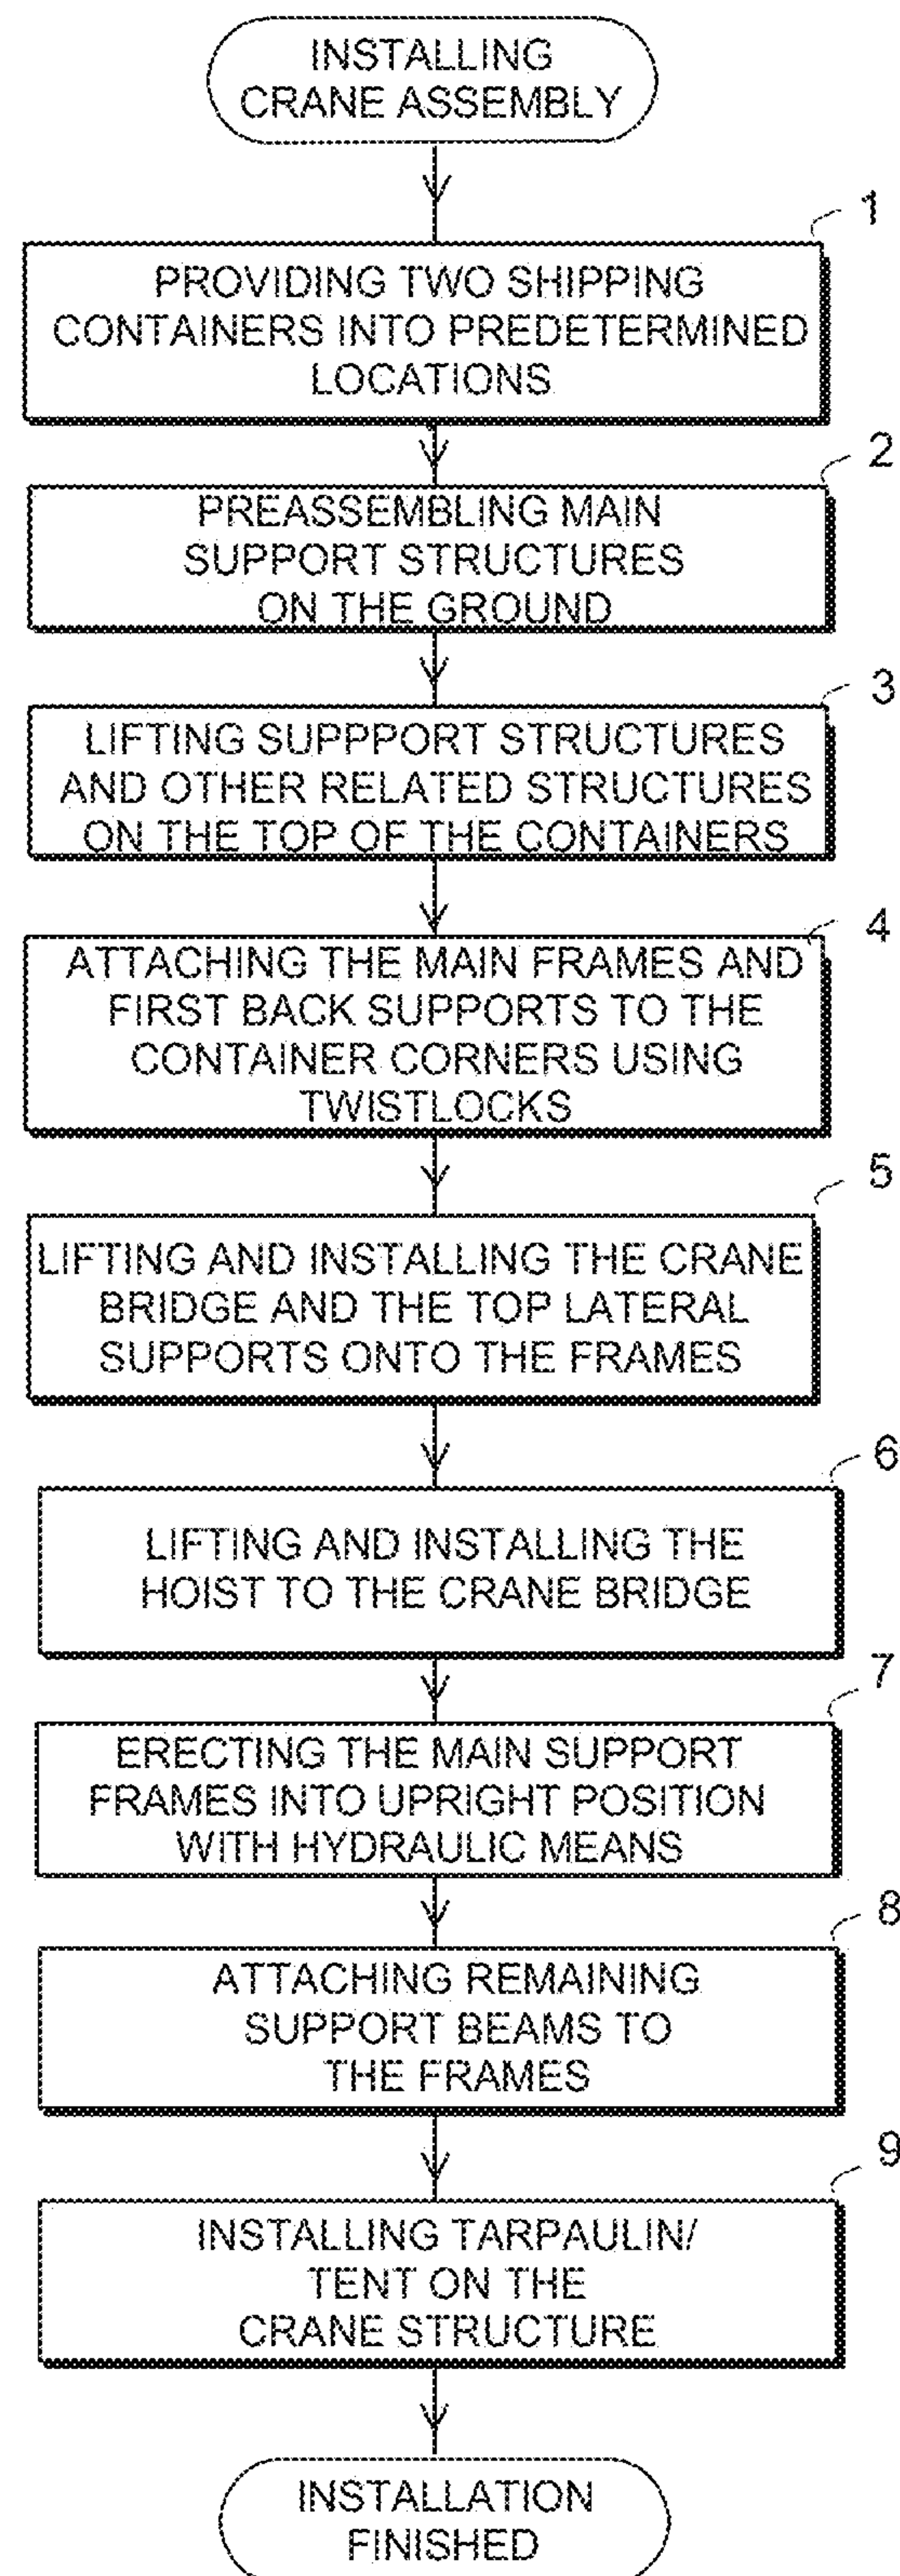 INSTALLING
CRANE ASSEMBLY
1
PROVIDING TWO SHIPPING
CONTAINERS INTO PREDETERMINED
LOCATIONS
2
PREASSEMBLING MAIN
SUPPORT STRUCTURES
ON THE GROUND
3
LIFTING SUPPPORT STRUCTURES
AND OTHER RELATED STRUCTURES
ON THE TOP OF THE CONTAINERS
4
ATTACHING THE MAIN FRAMES AND
FIRST BACK SUPPORTS TO THE
CONTAINER CORNERS USING
TWISTLOCKS
5
LIFTING AND INSTALLING THE CRANE
BRIDGE AND THE TOP LATERAL
SUPPORTS ONTO THE FRAMES
6
LIFTING AND INSTALLING THE
HOIST TO THE CRANE BRIDGE
7
ERECTING THE MAIN SUPPORT
FRAMES INTO UPRIGHT POSITION
WITH HYDRAULIC MEANS
8
ATTACHING REMAINING
SUPPORT BEAMS TO
THE FRAMES
9
INSTALLING TARPAULIN/
TENT ON THE
CRANE STRUCTURE
INSTALLATION
FINISHED